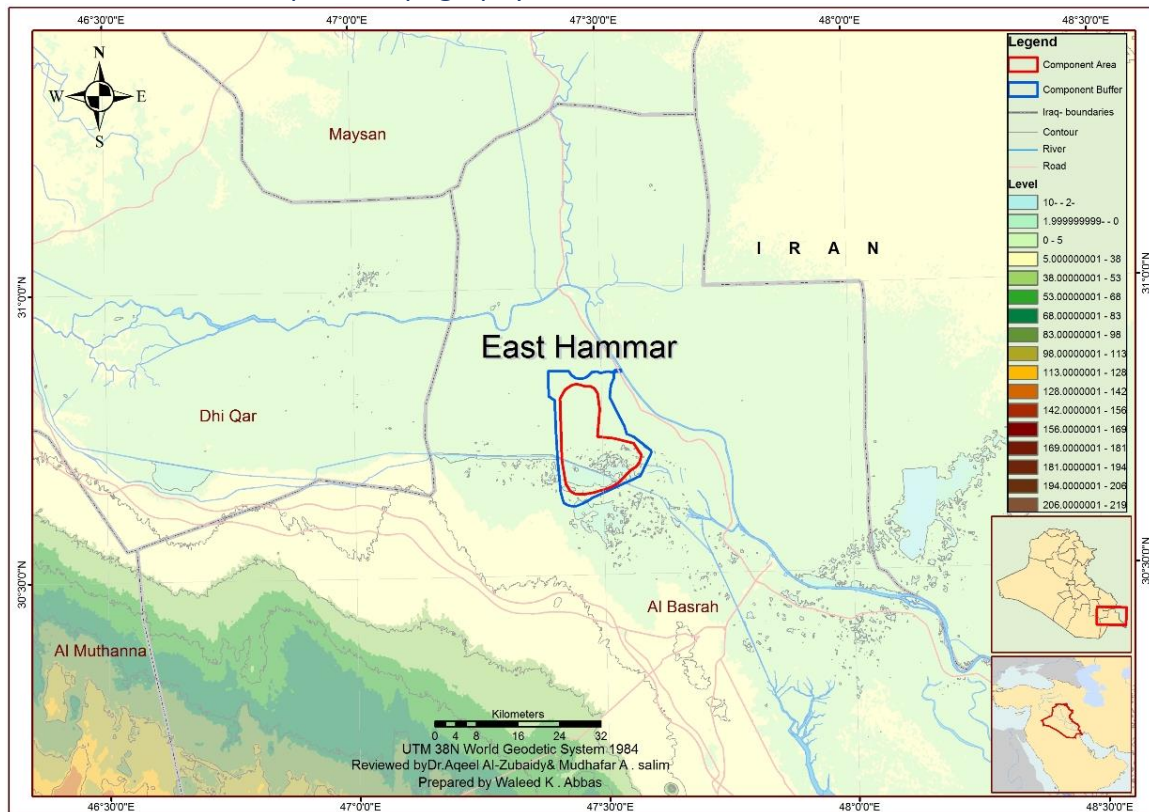 46°30'0"E
47°0'0"E
47°30'0"E
48°0'0"E
48°30'0"E
N
W
E
S
31°0'0"N
30°30'0"N
31°0'0"N
30°30'0"N
Maysan
I R A N
East Hammar
Dhi Qar
Al Basrah
Al Muthanna
Legend
Component Area
Component Buffer
Iraq- boundaries
Contour
River
Road
Level
10- - 2-
1.999999999- - 0
0 - 5
5.000000001 - 38
38.00000001 - 53
53.00000001 - 68
68.00000001 - 83
83.00000001 - 98
98.00000001 - 113
113.0000001 - 128
128.0000001 - 142
142.0000001 - 156
156.0000001 - 169
169.0000001 - 181
181.0000001 - 194
194.0000001 - 206
206.0000001 - 219
Kilometers
0 4 8 16 24 32
UTM 38N World Geodetic System 1984
Reviewed byDr.Aqeel Al-Zubaidy& Mudhafar A . salim
Prepared by Waleed K . Abbas
46°30'0"E
47°0'0"E
47°30'0"E
48°0'0"E
48°30'0"E